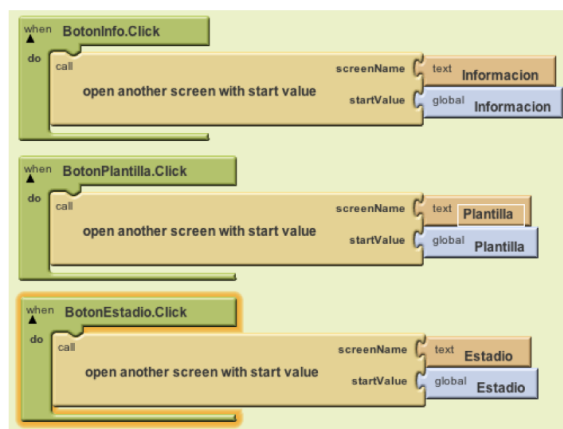 when BotonInfo.Click
do call
screenName text Informacion
open another screen with start value
startValue global Informacion
when BotonPlantilla.Click
do call
screenName text Plantilla
open another screen with start value
startValue global Plantilla
when BotonEstadio.Click
do call
screenName text Estadio
open another screen with start value
startValue global Estadio